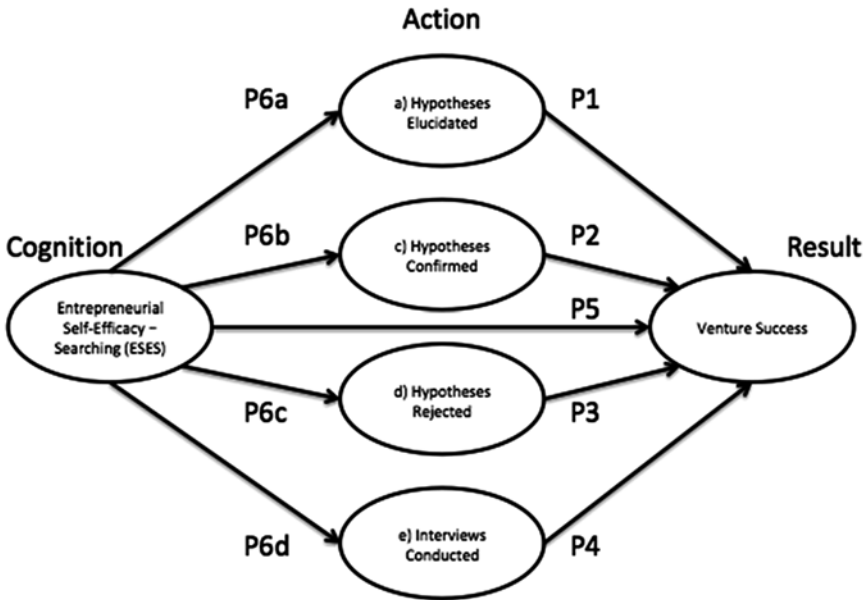 Action
P6a
a) Hypotheses
Elucidated
P1
Cognition
P6b
c) Hypotheses
Confirmed
P2
Result
Entrepreneurial
Self-Efficacy –
Searching (ESES)
P5
Venture Success
P6c
d) Hypotheses
Rejected
P3
P6d
e) Interviews
Conducted
P4